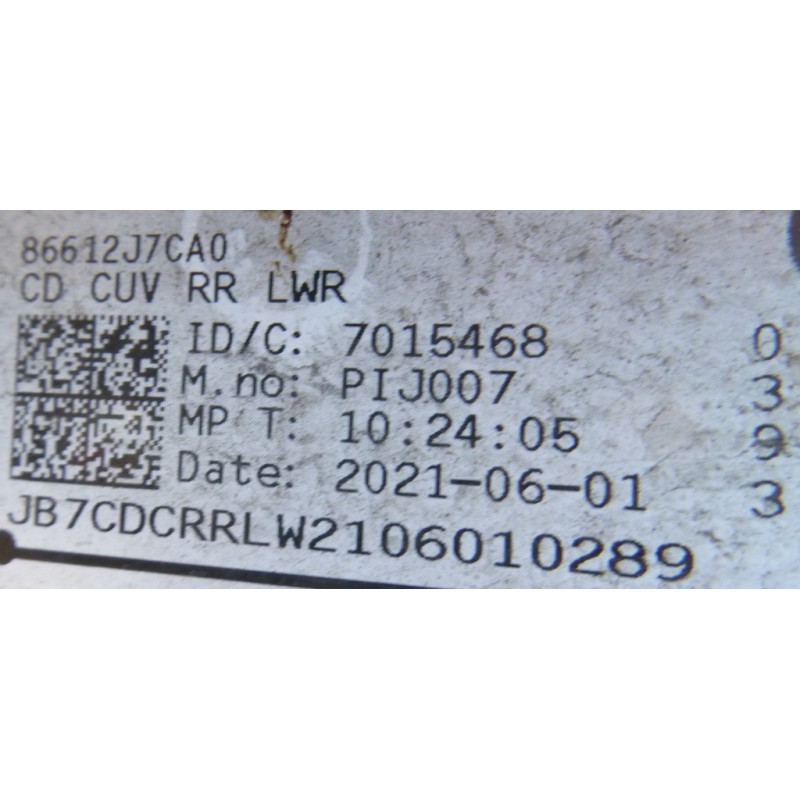 86612J7CA0
CD CUV RR LWR
ID/C: 7015468
M.no: PIJ007
MP T: 10:24:05
Date: 2021-06-01
0
3
9
3
JB7CDCRRLW2106010289